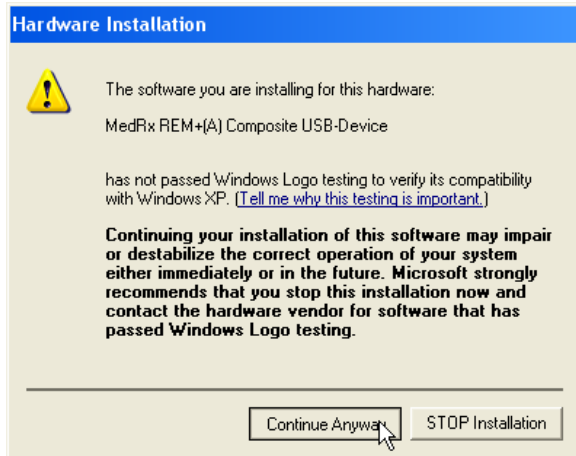 Hardware Installation
The software you are installing for this hardware:
MedRx REM+(A) Composite USB-Device
has not passed Windows Logo testing to verify its compatibility
with Windows XP. (Tell me why this testing is important.)
Continuing your installation of this software may impair
or destabilize the correct operation of your system
either immediately or in the future. Microsoft strongly
recommends that you stop this installation now and
contact the hardware vendor for software that has
passed Windows Logo testing.
Continue Anyway
STOP Installation